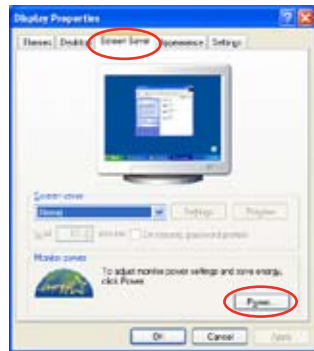 Display Properties
Themes Desktop Screen Saver Appearance Settings
Screen saver
(None) Settings Preview
Wait 10 minutes On resume, password protect
Monitor power
To adjust monitor power settings and save energy,
click Power.
Power...
OK Cancel Apply